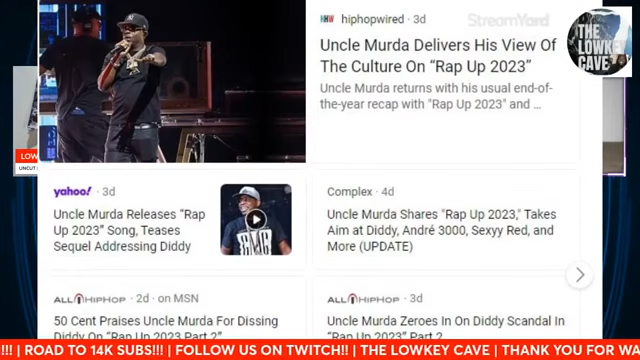 hiphopwired · 3d
StreamYard
THE
LOWKEY
CAVE
Uncle Murda Delivers His View Of
The Culture On “Rap Up 2023”
Uncle Murda returns with his usual end-of-
the-year recap with "Rap Up 2023" and ...
LOW
UNCUT
yahoo! · 3d
Uncle Murda Releases “Rap
Up 2023” Song, Teases
Sequel Addressing Diddy
Complex · 4d
Uncle Murda Shares "Rap Up 2023," Takes
Aim at Diddy, André 3000, Sexyy Red, and
More (UPDATE)
ALLHIPHOP · 2d · on MSN
50 Cent Praises Uncle Murda For Dissing
Diddy On “Rap Up 2023 Part 2”
ALLHIPHOP · 3d
Uncle Murda Zeroes In On Diddy Scandal In
“Rap Up 2023” Part 2
!!! | ROAD TO 14K SUBS!!! | FOLLOW US ON TWITCH!! | THE LOWKEY CAVE | THANK YOU FOR WA